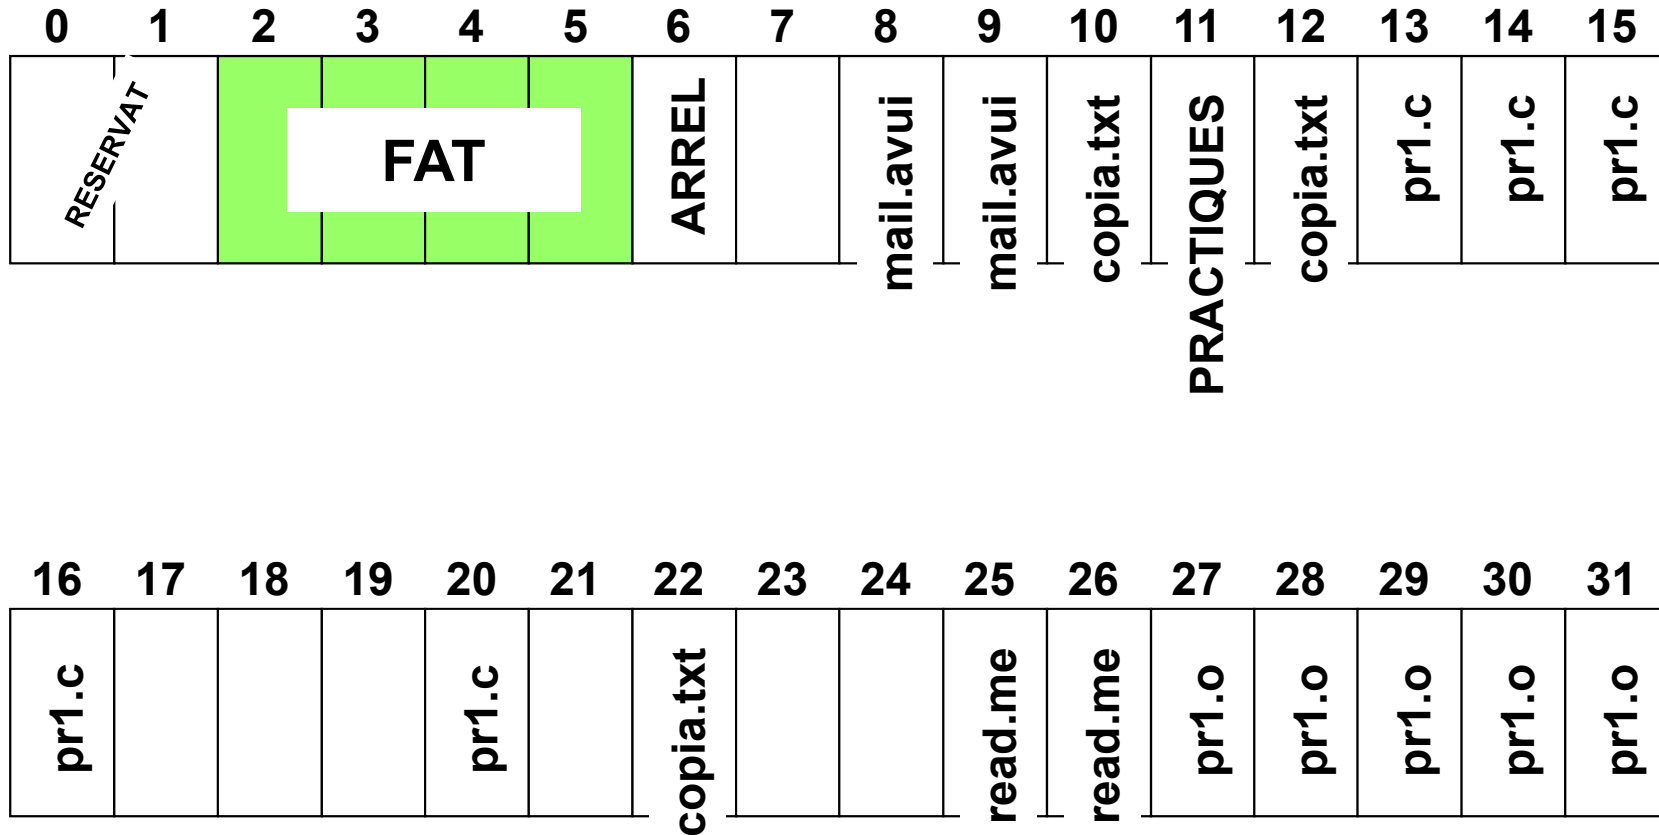 0 1 2 3 4 5 6 7 8 9 10 11 12 13 14 15
RESERVAT
FAT
ARREL
mail.avui
mail.avui
copia.txt
PRACTIQUES
copia.txt
pr1.c
pr1.c
pr1.c
16 17 18 19 20 21 22 23 24 25 26 27 28 29 30 31
pr1.c
pr1.c
copia.txt
read.me
read.me
pr1.o
pr1.o
pr1.o
pr1.o
pr1.o